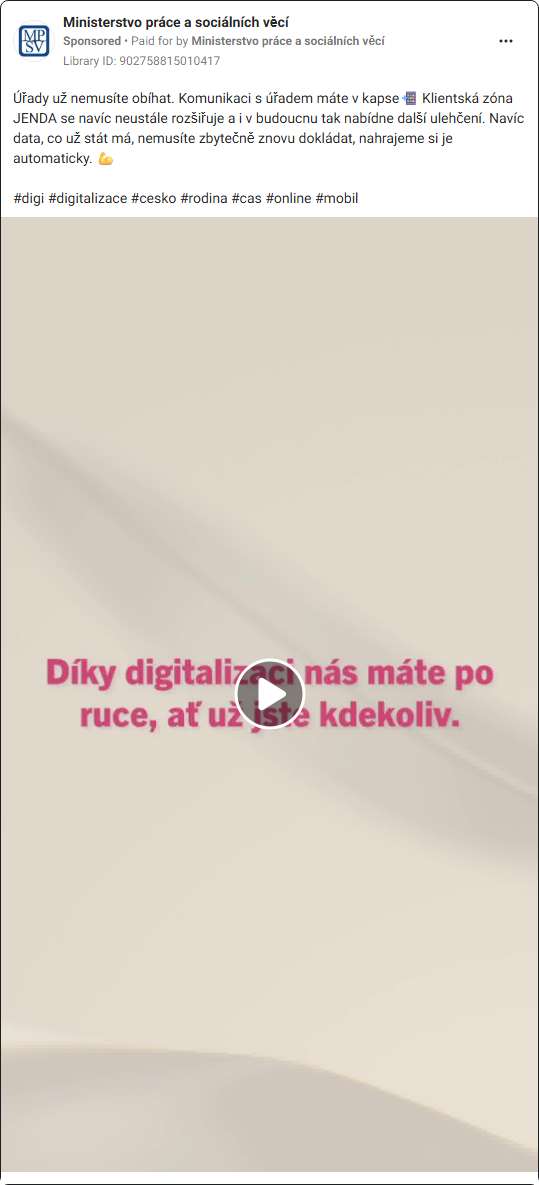 MP
SV
Ministerstvo práce a sociálních věcí
Sponsored • Paid for by Ministerstvo práce a sociálních věcí
Library ID: 902758815010417
Úřady už nemusíte obíhat. Komunikaci s úřadem máte v kapse 📲 Klientská zóna
JENDA se navíc neustále rozšiřuje a i v budoucnu tak nabídne další ulehčení. Navíc
data, co už stát má, nemusíte zbytečně znovu dokládat, nahrajeme si je
automaticky. 💪
#digi #digitalizace #cesko #rodina #cas #online #mobil
Díky digitalizaci nás máte po
ruce, ať už jste kdekoliv.